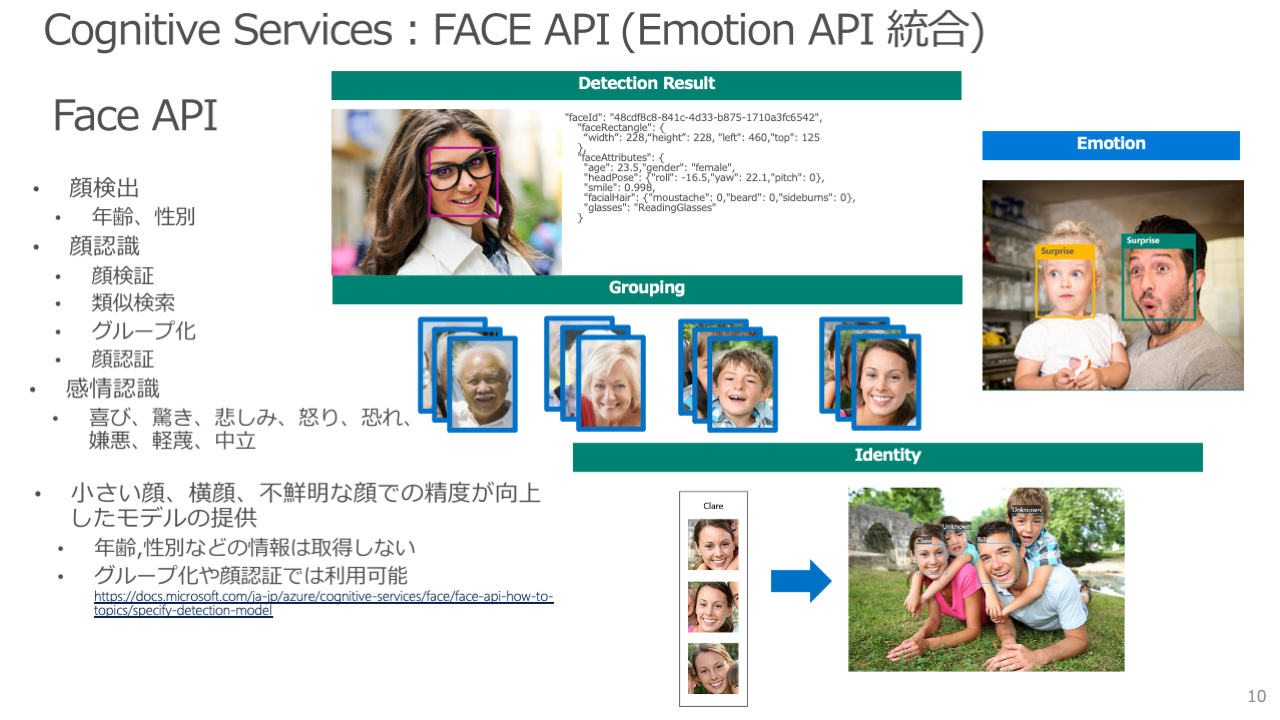 Cognitive Services : FACE API (Emotion API 統合)
Face API
• 顔検出
• 年齢、性別
• 顔認識
• 顔検証
• 類似検索
• グループ化
• 顔認証
• 感情認識
• 喜び、驚き、悲しみ、怒り、恐れ、
嫌悪、軽蔑、中立
• 小さい顔、横顔、不鮮明な顔での精度が向上
したモデルの提供
• 年齢,性別などの情報は取得しない
• グループ化や顔認証では利用可能
https://docs.microsoft.com/ja-jp/azure/cognitive-services/face/face-api-how-to-
topics/specify-detection-model
Detection Result
"faceId": "48cdf8c8-841c-4d33-b875-1710a3fc6542",
"faceRectangle": {
"width": 228,"height": 228, "left": 460,"top": 125
},
"faceAttributes": {
"age": 23.5,"gender": "female",
"headPose": {"roll": -16.5,"yaw": 22.1,"pitch": 0},
"smile": 0.998,
"facialHair": {"moustache": 0,"beard": 0,"sideburns": 0},
"glasses": "ReadingGlasses"
}
Grouping
Emotion
Surprise
Surprise
Identity
Clare
Unknown
Unknown
Clare
10